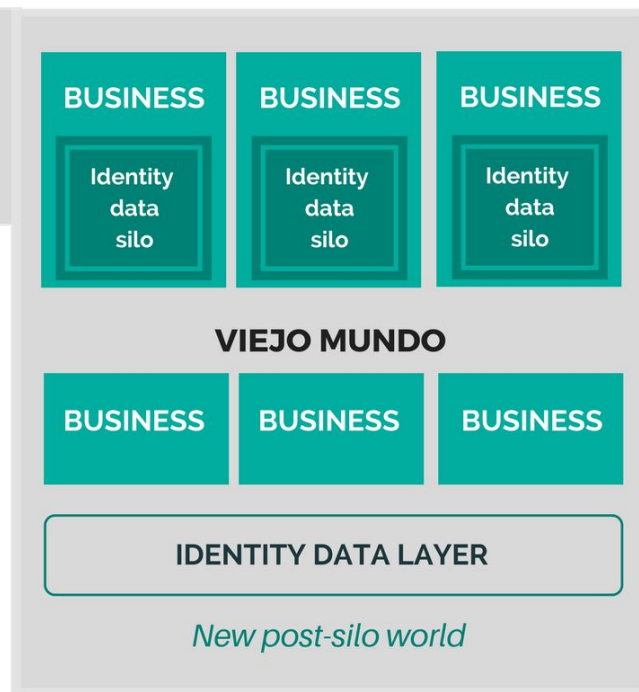 BUSINESS BUSINESS BUSINESS
Identity
data
silo
Identity
data
silo
Identity
data
silo
VIEJO MUNDO
BUSINESS BUSINESS BUSINESS
IDENTITY DATA LAYER
New post-silo world